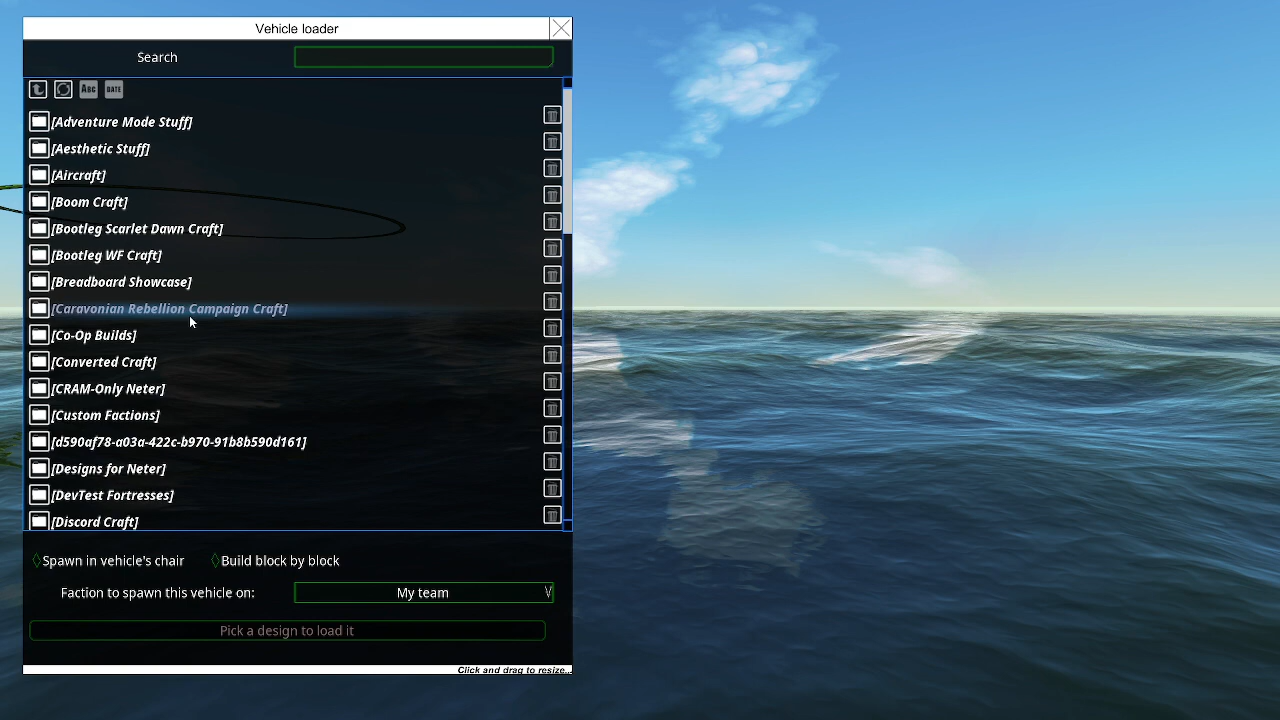 Vehicle loader
Search
ABC DATE
[Adventure Mode Stuff]
[Aesthetic Stuff]
[Aircraft]
[Boom Craft]
[Bootleg Scarlet Dawn Craft]
[Bootleg WF Craft]
[Breadboard Showcase]
[Caravonian Rebellion Campaign Craft]
[Co-Op Builds]
[Converted Craft]
[CRAM-Only Neter]
[Custom Factions]
[d590af78-a03a-422c-b970-91b8b590d161]
[Designs for Neter]
[DevTest Fortresses]
[Discord Craft]
Spawn in vehicle's chair Build block by block
Faction to spawn this vehicle on: My team V
Pick a design to load it
Click and drag to resize...